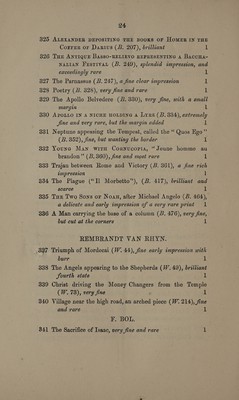 24
325 Alexander depositing the books of Homer in the
Coffer of Darius (B. 207), brilliant 1
326 The Antique Basso-relievo representing a Baccha-
nalian Festival (B. 249), splendid impression, and
exceedingly rare 1
327 The Parnassus (B. 247), a fine clear impression 1
328 Poetry (B. 328), very fine and rare 1
329 The Apollo Belvedere (B. 330), very fine, with a small
margin 1
330 Apollo in a niche holding a Lyre (B. 334), extremely
fine and very rare, but the margin added 1
331 Neptune appeasing the Tempest, called the "Quos Ego"
(B. 352), fine, but wanting the border 1
332 Young Man with Cornucopia, "Jeune homme au
brandon" (B. 360), fine and most rare 1
333 Trojan between Rome and Victory (B. 361), a fine rich
impression 1
334 The Plague ("Il Morbetto"), (B. 417), brilliant and
scarce 1
335 The Two Sons of Noah, after Michael Angelo (B. 464),
a delicate and early impression of a very rare print 1
336 A Man carrying the base of a column (B. 476), very fine,
but cut at the corners 1
REMBRANDT VAN RHYN.
337 Triumph of Mordecai (W. 44), fine early impression with
burr 1
338 The Angels appearing to the Shepherds (W. 49), brilliant
fourth state 1
339 Christ driving the Money Changers from the Temple
(W. 73), very fine 1
340 Village near the high road, an arched piece (W. 214), fine
and rare 1
F. BOL.
341 The Sacrifice of Isaac, very fine and rare 1